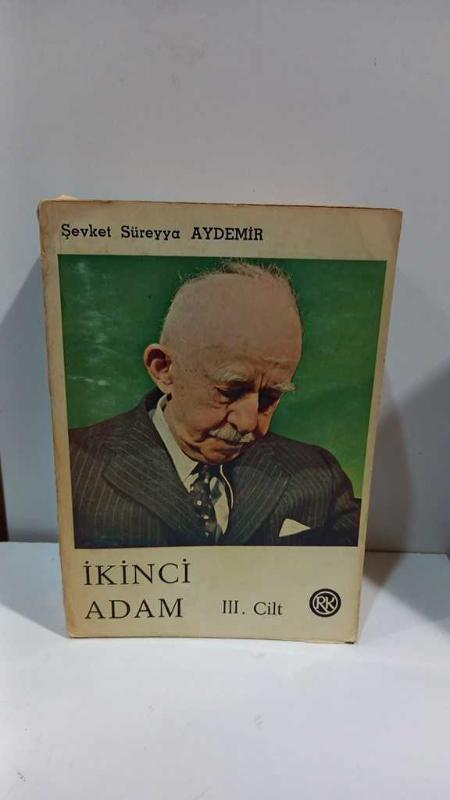 Şevket Süreyya AYDEMİR
İKİNCİ
ADAM III. Cilt
RK